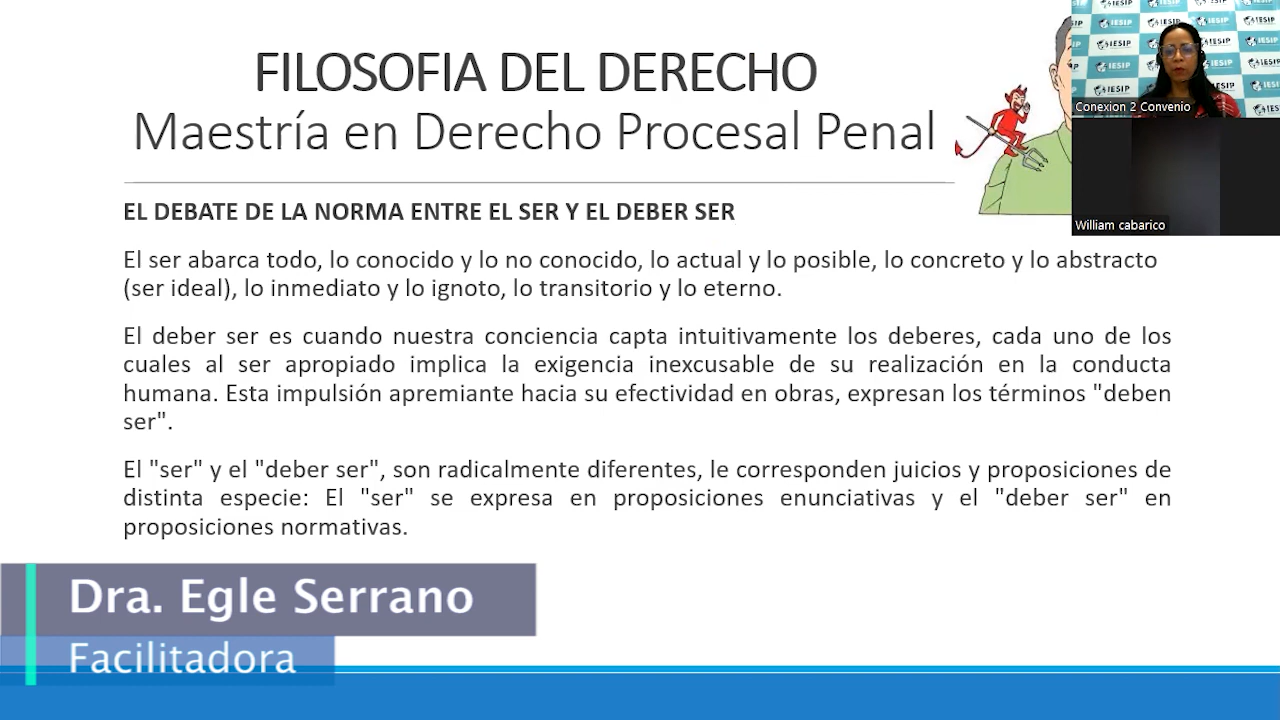 FILOSOFIA DEL DERECHO
Maestría en Derecho Procesal Penal
EL DEBATE DE LA NORMA ENTRE EL SER Y EL DEBER SER
El ser abarca todo, lo conocido y lo no conocido, lo actual y lo posible, lo concreto y lo abstracto
(ser ideal), lo inmediato y lo ignoto, lo transitorio y lo eterno.
El deber ser es cuando nuestra conciencia capta intuitivamente los deberes, cada uno de los
cuales al ser apropiado implica la exigencia inexcusable de su realización en la conducta
humana. Esta impulsión apremiante hacia su efectividad en obras, expresan los términos "deben
ser".
El "ser" y el "deber ser", son radicalmente diferentes, le corresponden juicios y proposiciones de
distinta especie: El "ser" se expresa en proposiciones enunciativas y el "deber ser" en
proposiciones normativas.
Dra. Egle Serrano
Facilitadora
IESIP
Conexion 2 Convenio
William cabarico